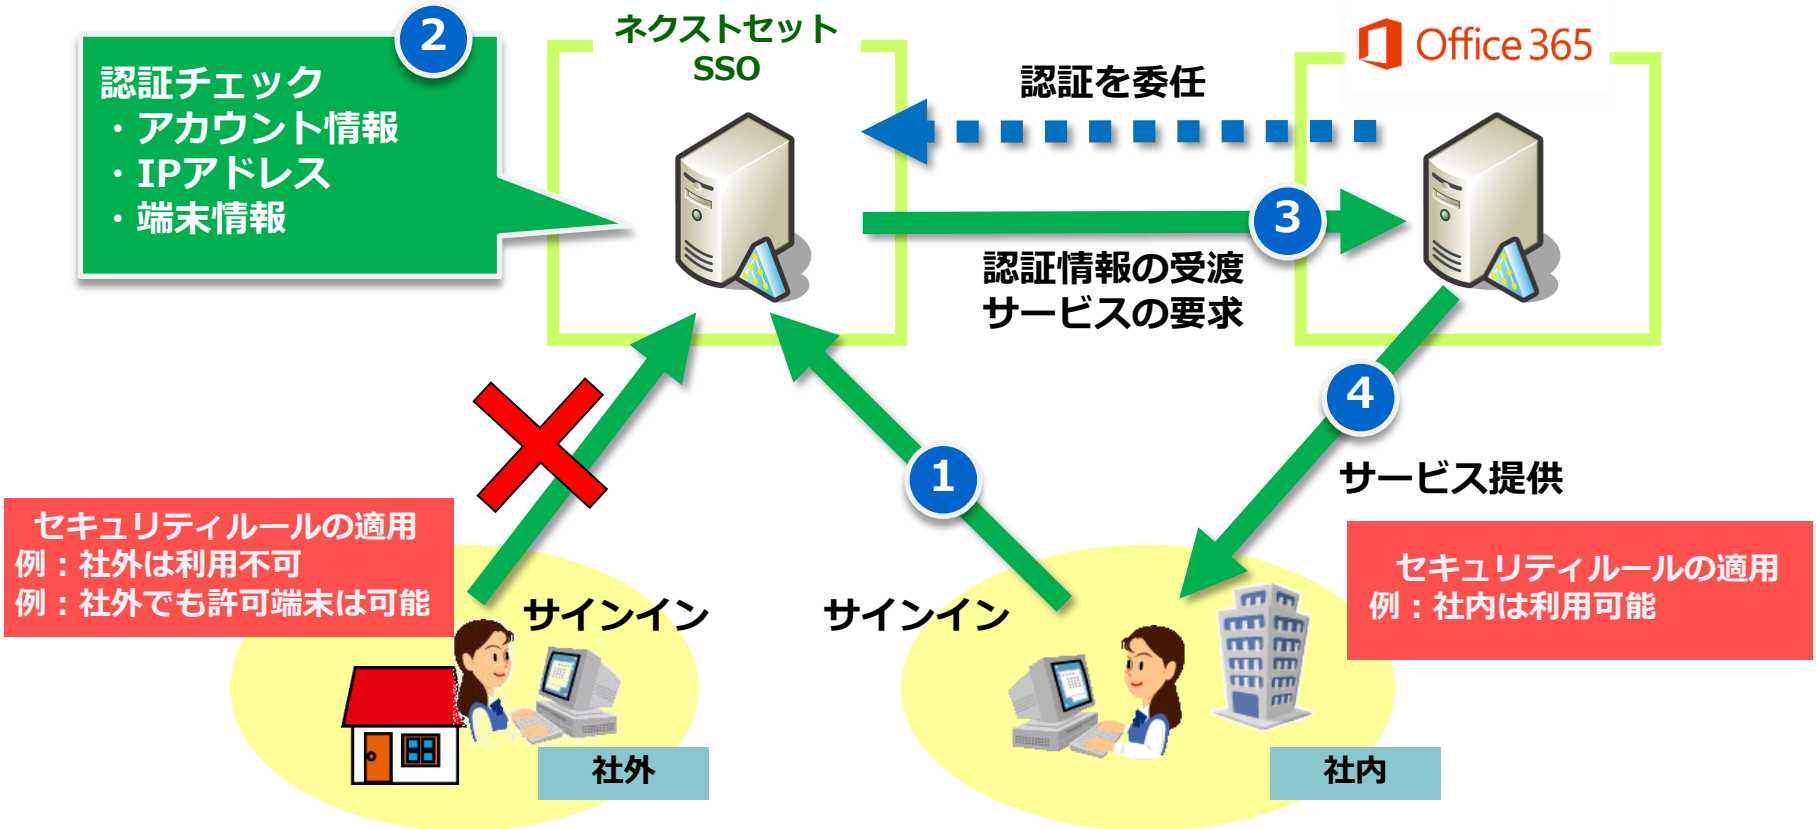 2
認証チェック
・アカウント情報
・IPアドレス
・端末情報
ネクストセット
SSO
Office 365
認証を委任
3
認証情報の受渡
サービスの要求
4
サービス提供
1
セキュリティルールの適用
例：社外は利用不可
例：社外でも許可端末は可能
サインイン
サインイン
セキュリティルールの適用
例：社内は利用可能
社外
社内